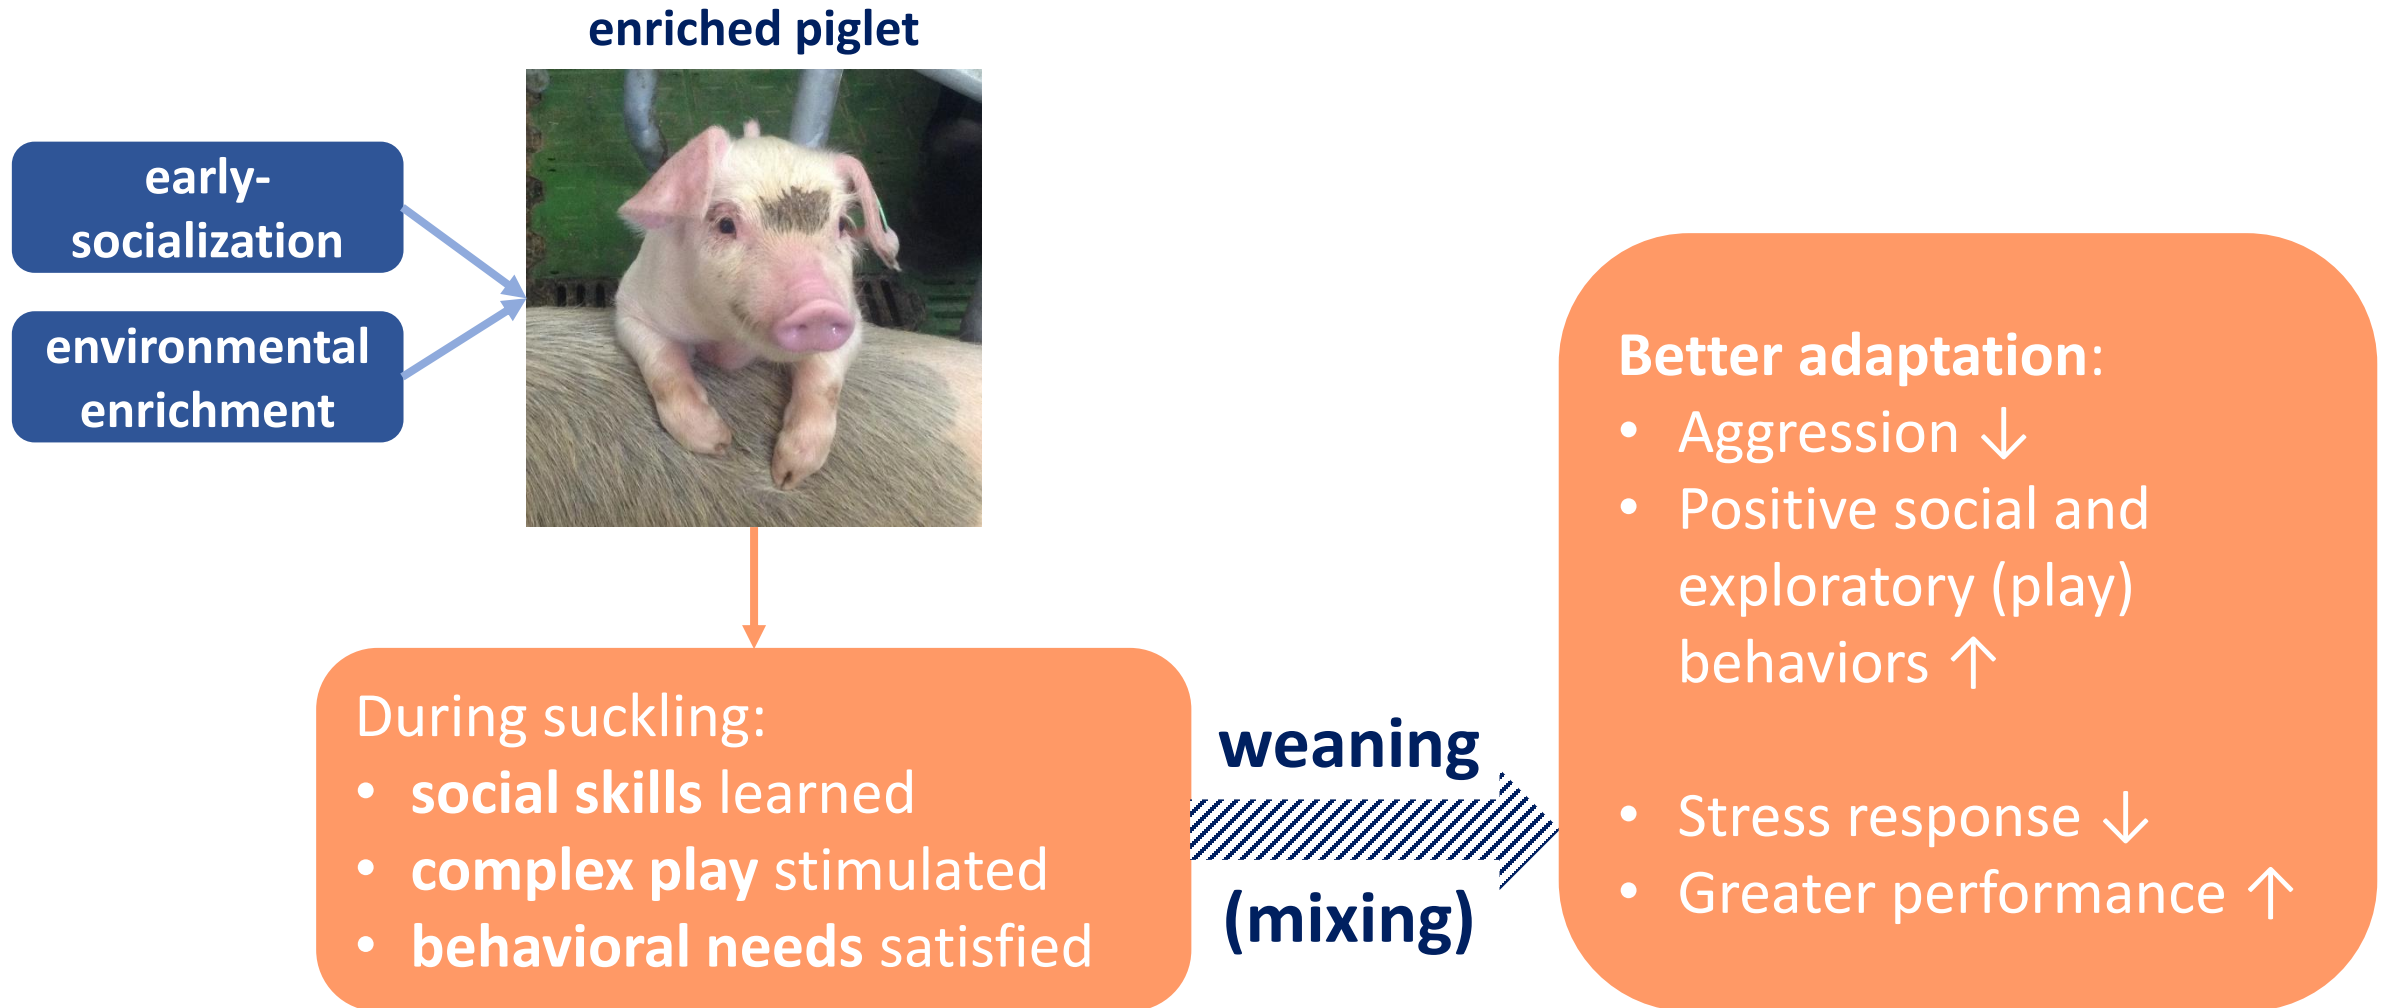 enriched piglet
early-
socialization
environmental
enrichment
During suckling:
• social skills learned
• complex play stimulated
• behavioral needs satisfied
weaning
(mixing)
Better adaptation:
• Aggression ↓
• Positive social and
exploratory (play)
behaviors ↑
• Stress response ↓
• Greater performance ↑